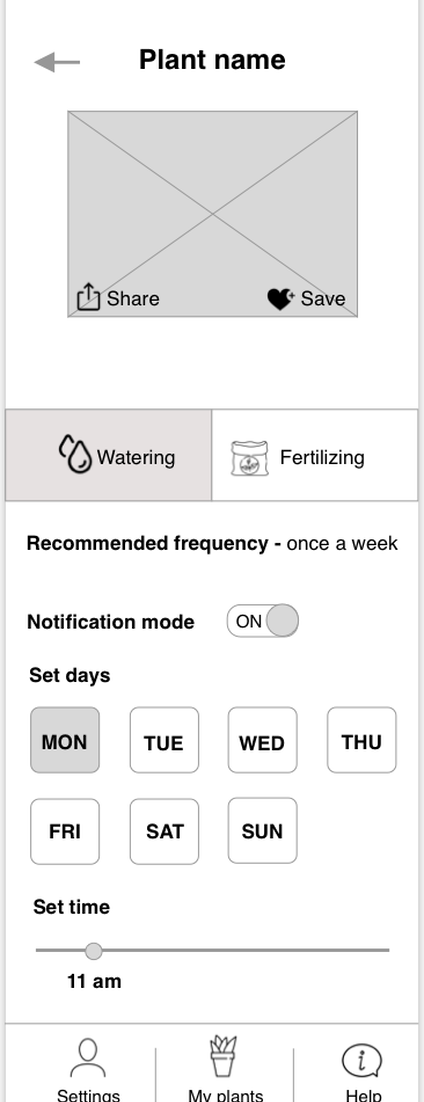 Plant name
Share
Save
Watering
Fertilizing
Recommended frequency - once a week
Notification mode
ON
Set days
MON TUE WED THU
FRI SAT SUN
Set time
11 am
Settings My plants Help